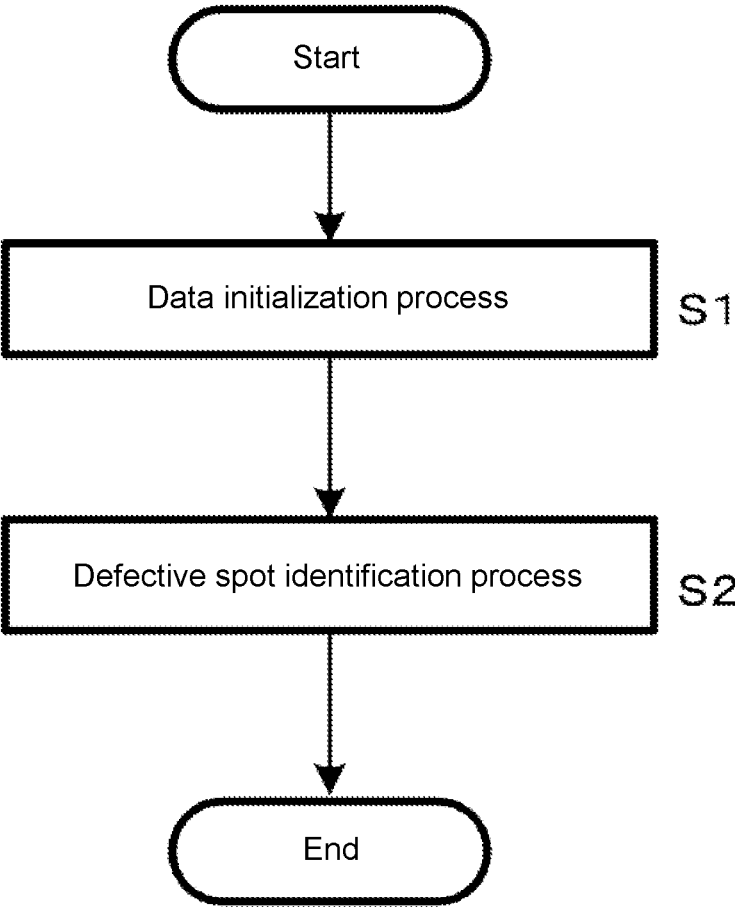 Start
Data initialization process
S1
Defective spot identification process
S2
End